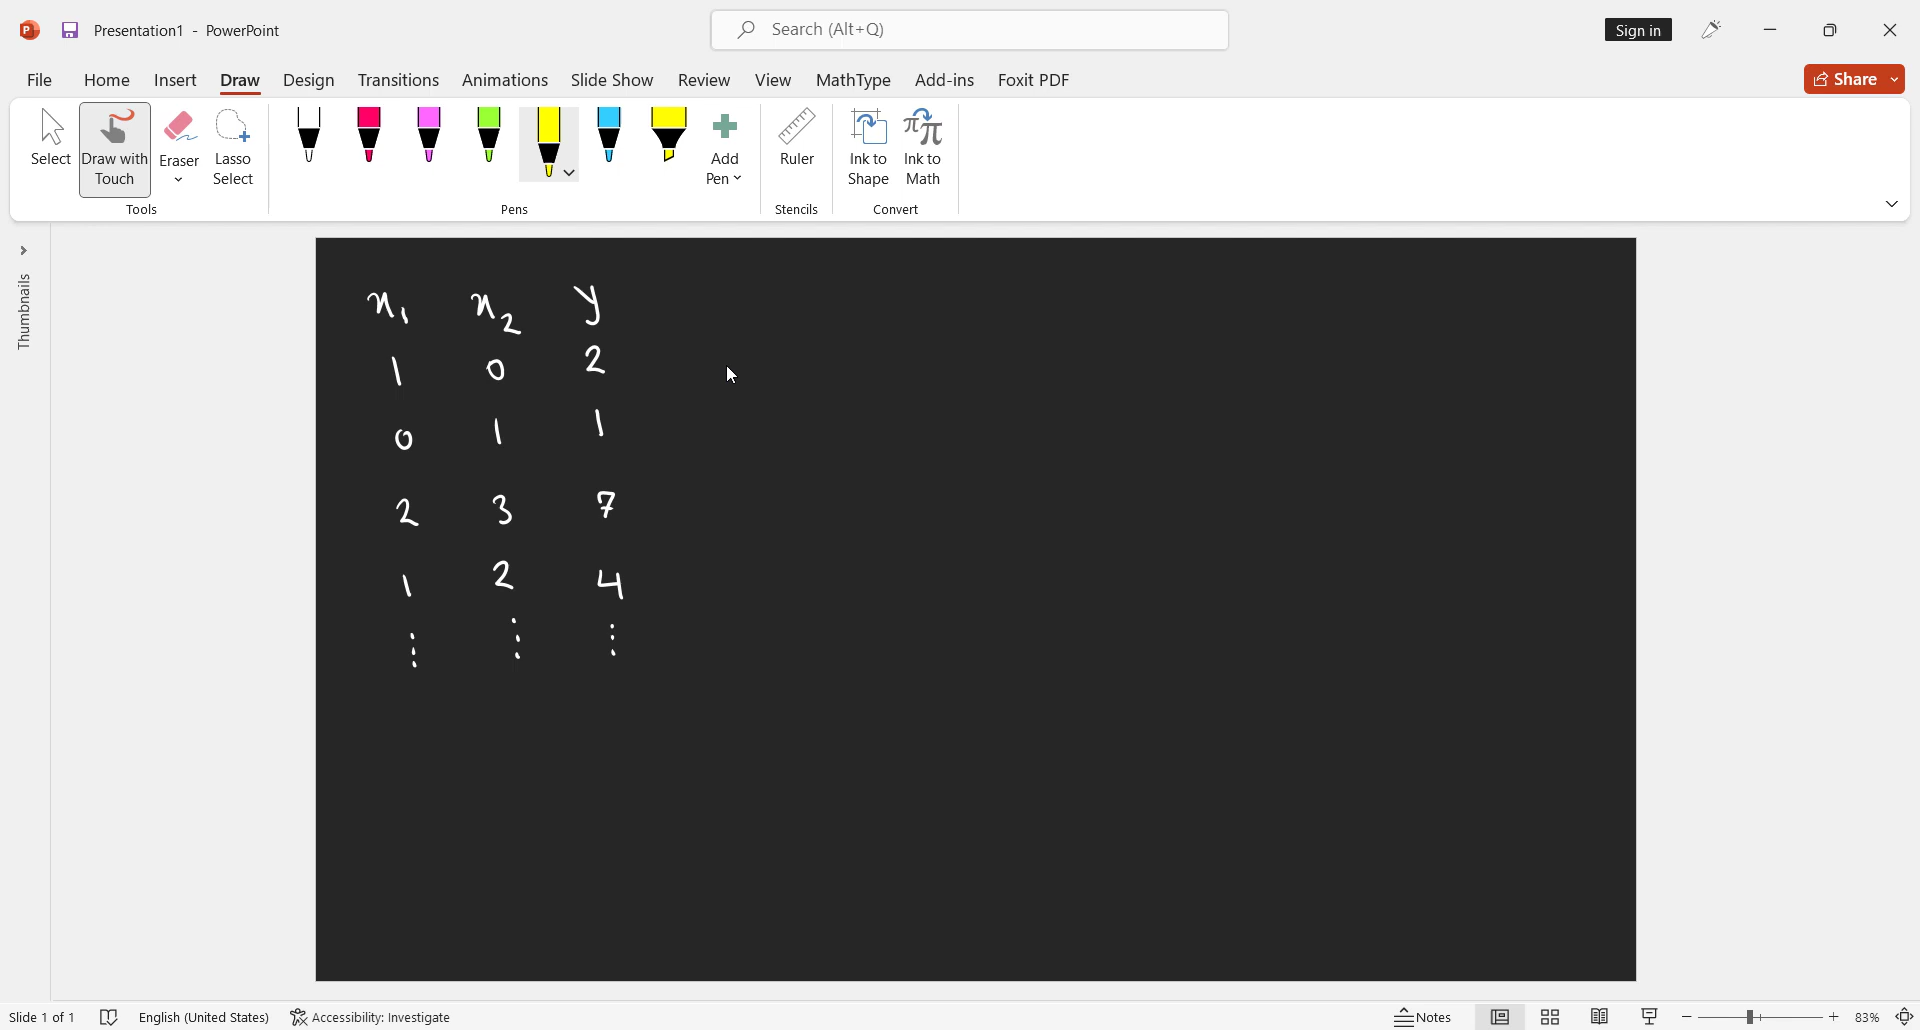 Presentation1 - PowerPoint
Search (Alt+Q)
Sign in
File Home Insert Draw Design Transitions Animations Slide Show Review View MathType Add-ins Foxit PDF
Share
Select
Draw with Touch
Eraser
Lasso Select
Add Pen
Ruler
Ink to Shape
Ink to Math
Tools Pens Stencils Convert
Thumbnails
x₁ x₂ y
1 0 2
0 1 1
2 3 7
1 2 4
⋮ ⋮ ⋮
Slide 1 of 1 English (United States) Accessibility: Investigate Notes 83%